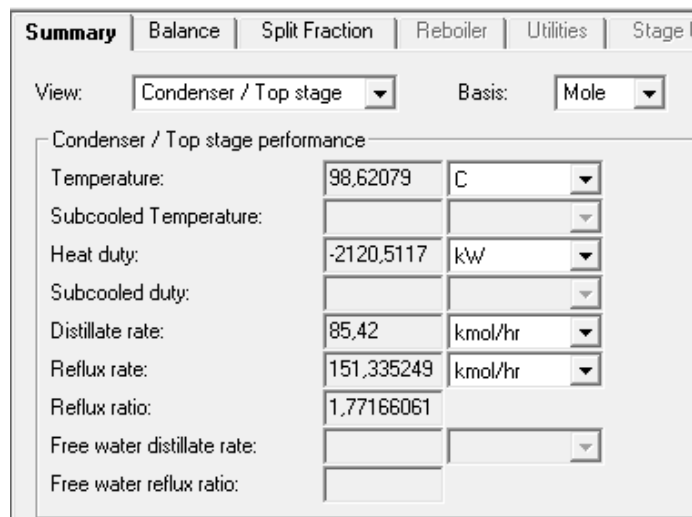 Summary Balance Split Fraction Reboiler Utilities Stage
View: Condenser / Top stage Basis: Mole
Condenser / Top stage performance
Temperature: 98,62079 C
Subcooled Temperature:
Heat duty: -2120,5117 kW
Subcooled duty:
Distillate rate: 85,42 kmol/hr
Reflux rate: 151,335249 kmol/hr
Reflux ratio: 1,77166061
Free water distillate rate:
Free water reflux ratio: